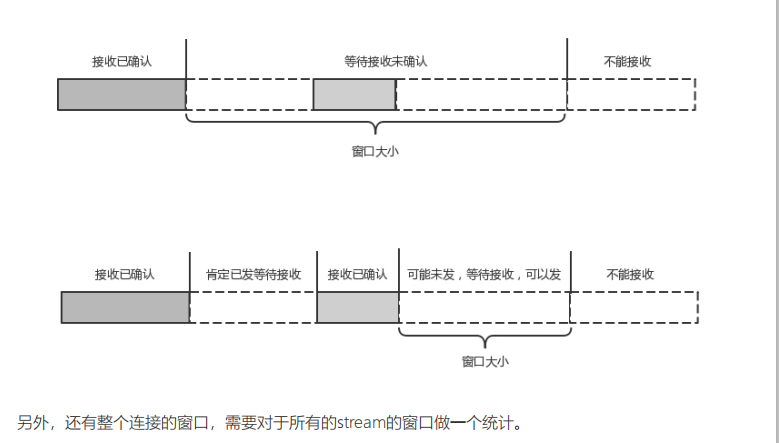 接收已确认 等待接收未确认 不能接收
窗口大小
接收已确认 肯定已发等待接收 接收已确认 可能未发，等待接收，可以发 不能接收
窗口大小
另外，还有整个连接的窗口，需要对于所有的stream的窗口做一个统计。